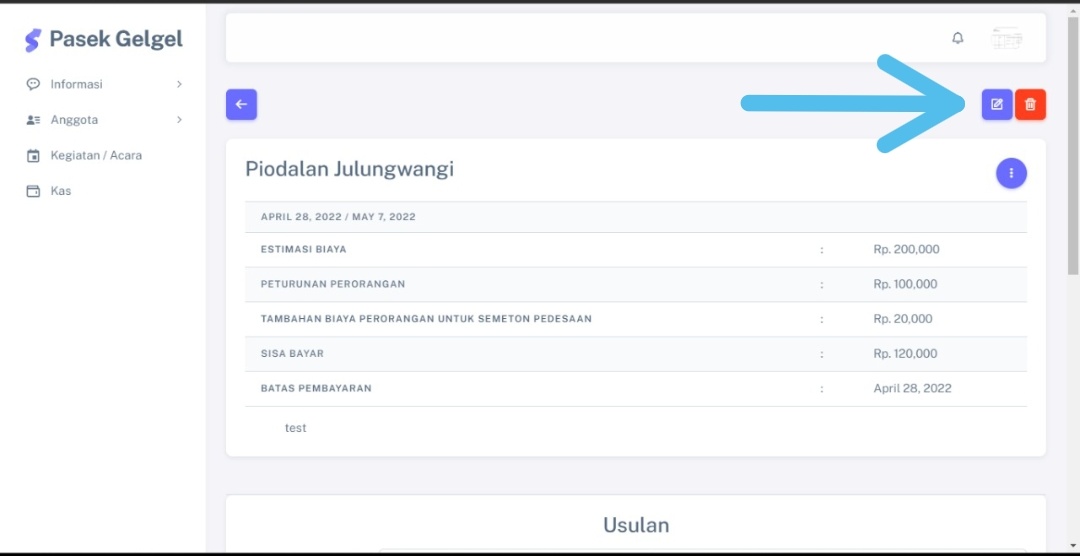 Pasek Gelgel
Informasi
Anggota
Kegiatan / Acara
Kas
Piodalan Julungwangi
APRIL 28, 2022 / MAY 7, 2022
ESTIMASI BIAYA : Rp. 200,000
PETURUNAN PERORANGAN : Rp. 100,000
TAMBAHAN BIAYA PERORANGAN UNTUK SEMETON PEDESAAN : Rp. 20,000
SISA BAYAR : Rp. 120,000
BATAS PEMBAYARAN : April 28, 2022
test
Usulan